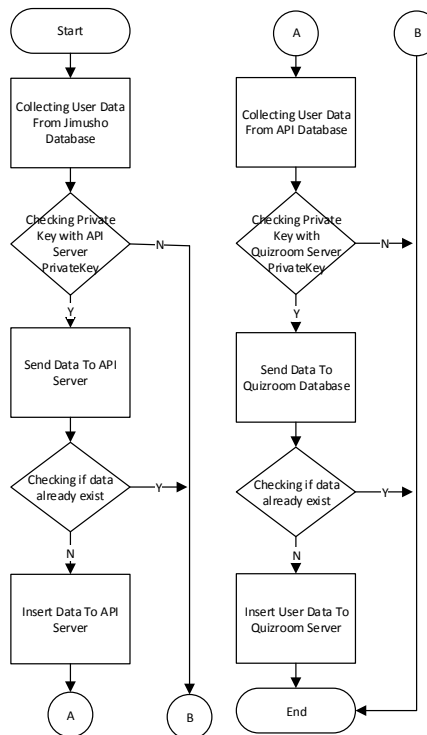 Start
Collecting User Data
From Jimusho
Database
Checking Private
Key with API
Server
PrivateKey
N
Y
Send Data To API
Server
Checking if data
already exist
Y
N
Insert Data To API
Server
A
B
A
Collecting User Data
From API Database
Checking Private
Key with
Quizroom Server
PrivateKey
N
Y
Send Data To
Quizroom Database
Checking if data
already exist
Y
N
Insert User Data To
Quizroom Server
End
B